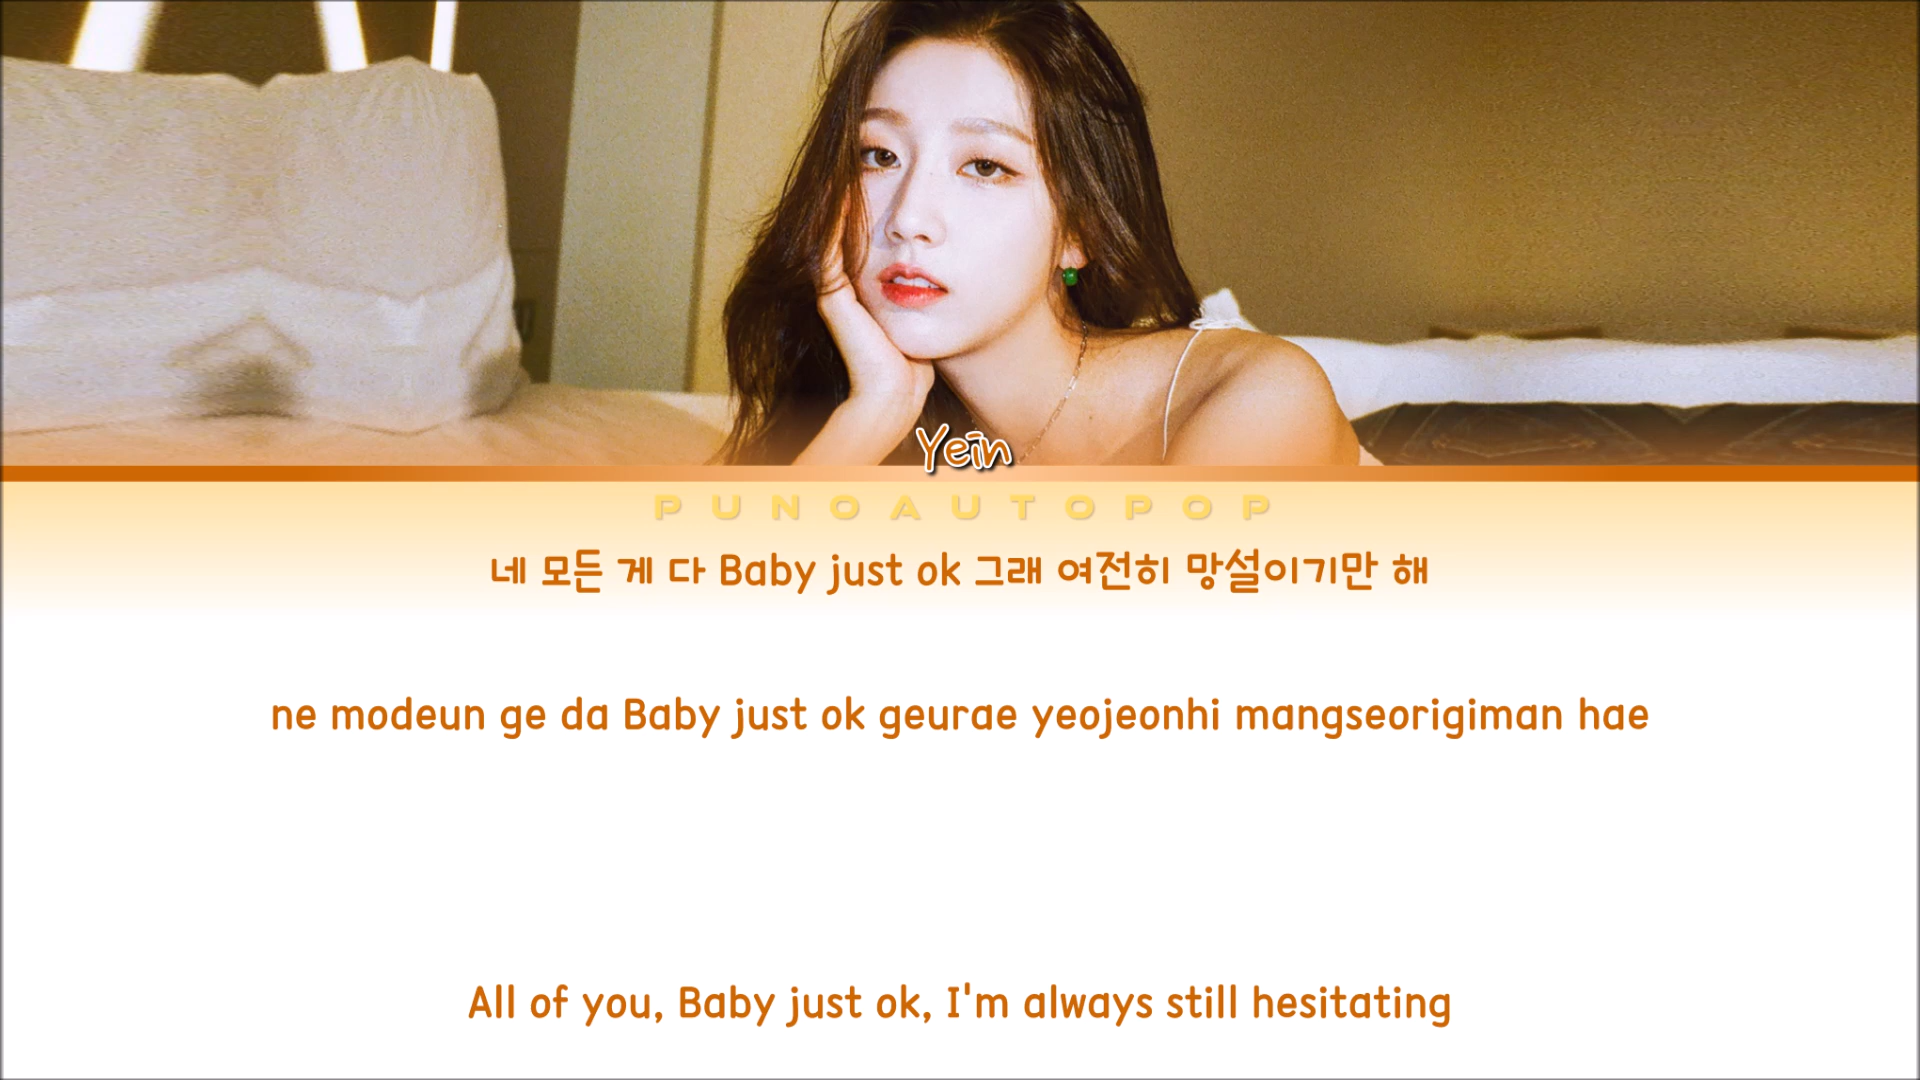 Yein
PUNOAUTOPOP
네 모든 게 다 Baby just ok 그래 여전히 망설이기만 해
ne modeun ge da Baby just ok geurae yeojeonhi mangseorigiman hae
All of you, Baby just ok, I'm always still hesitating